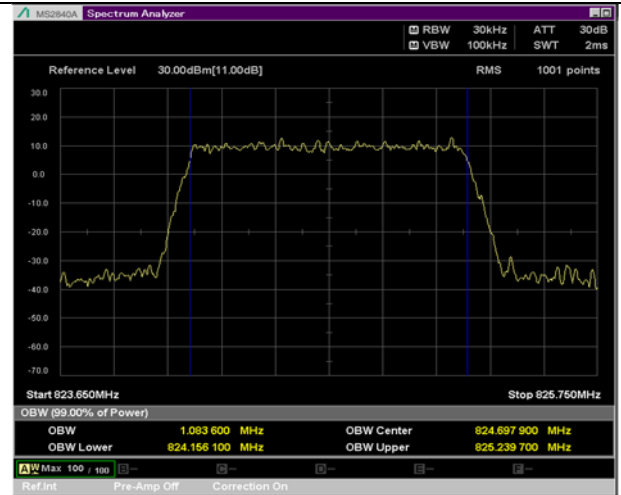 MS2840A Spectrum Analyzer
M RBW 30kHz ATT 30dB
M VBW 100kHz SWT 2ms
Reference Level 30.00dBm[11.00dB] RMS 1001 points
30.0
20.0
10.0
0.0
-10.0
-20.0
-30.0
-40.0
-50.0
-60.0
-70.0
Start 823.650MHz Stop 825.750MHz
OBW (99.00% of Power)
OBW 1.083 600 MHz OBW Center 824.697 900 MHz
OBW Lower 824.156 100 MHz OBW Upper 825.239 700 MHz
A W Max 100 / 100 B-- C-- D-- E-- F--
Ref.Int Pre-Amp Off Correction On